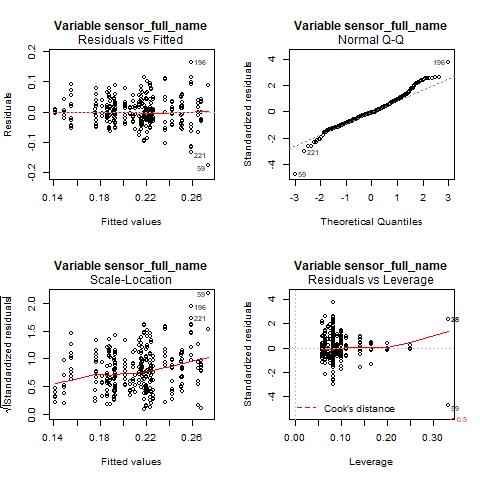 Variable sensor_full_name
Residuals vs Fitted
Residuals
-0.2 -0.1 0.0 0.1 0.2
196
221
59
0.14 0.18 0.22 0.26
Fitted values
Variable sensor_full_name
Normal Q-Q
Standardized residuals
-4 -2 0 2 4
196
221
59
-3 -2 -1 0 1 2 3
Theoretical Quantiles
Variable sensor_full_name
Scale-Location
√|Standardized residuals|
0.0 0.5 1.0 1.5 2.0
59
196
221
0.14 0.18 0.22 0.26
Fitted values
Variable sensor_full_name
Residuals vs Leverage
Standardized residuals
-4 -2 0 2 4
59
0.5
Cook's distance
0.00 0.10 0.20 0.30
Leverage